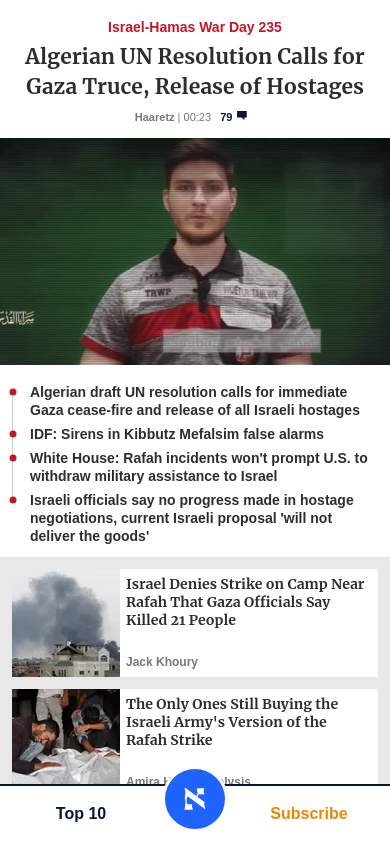 Israel-Hamas War Day 235
Algerian UN Resolution Calls for
Gaza Truce, Release of Hostages
Haaretz | 00:23 79
Algerian draft UN resolution calls for immediate
Gaza cease-fire and release of all Israeli hostages
IDF: Sirens in Kibbutz Mefalsim false alarms
White House: Rafah incidents won't prompt U.S. to
withdraw military assistance to Israel
Israeli officials say no progress made in hostage
negotiations, current Israeli proposal 'will not
deliver the goods'
Israel Denies Strike on Camp Near
Rafah That Gaza Officials Say
Killed 21 People
Jack Khoury
The Only Ones Still Buying the
Israeli Army's Version of the
Rafah Strike
Amira
Top 10
Subscribe